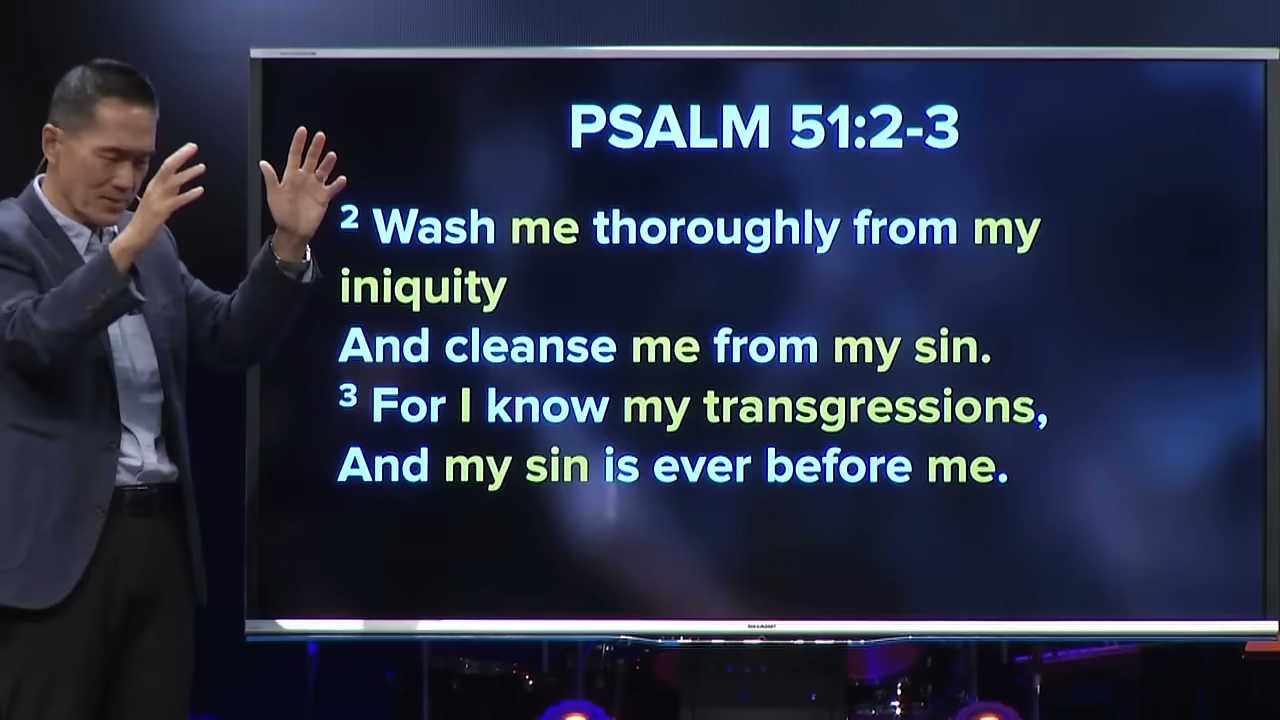 PSALM 51:2-3
² Wash me thoroughly from my
iniquity
And cleanse me from my sin.
³ For I know my transgressions,
And my sin is ever before me.